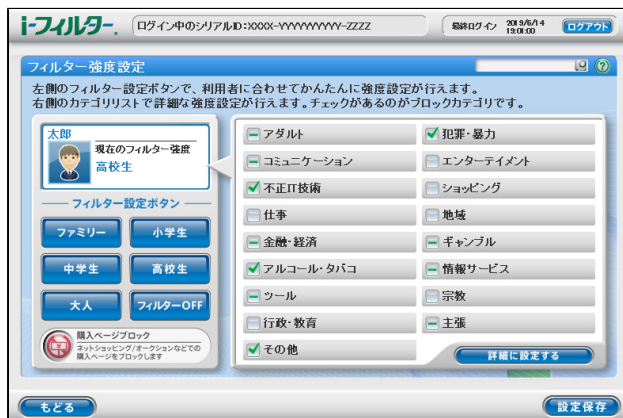 i-フィルター.
ログイン中のシリアルID:XXXX-YYYYYYYYY-ZZZZ
最終ログイン 2019/6/14 19:01:00
ログアウト
フィルター強度設定
?
左側のフィルター設定ボタンで、利用者に合わせてかんたんに強度設定が行えます。
右側のカテゴリリストで詳細な強度設定が行えます。チェックがあるのがブロックカテゴリです。
太郎
現在のフィルター強度
高校生
フィルター設定ボタン
ファミリー 小学生
中学生 高校生
大人 フィルターOFF
購入ページブロック
ネットショッピング/オークションなどでの
購入ページをブロックします
アダルト 犯罪・暴力
コミュニケーション エンターテイメント
不正IT技術 ショッピング
仕事 地域
金融・経済 ギャンブル
アルコール・タバコ 情報サービス
ツール 宗教
行政・教育 主張
その他
詳細に設定する
もどる
設定保存